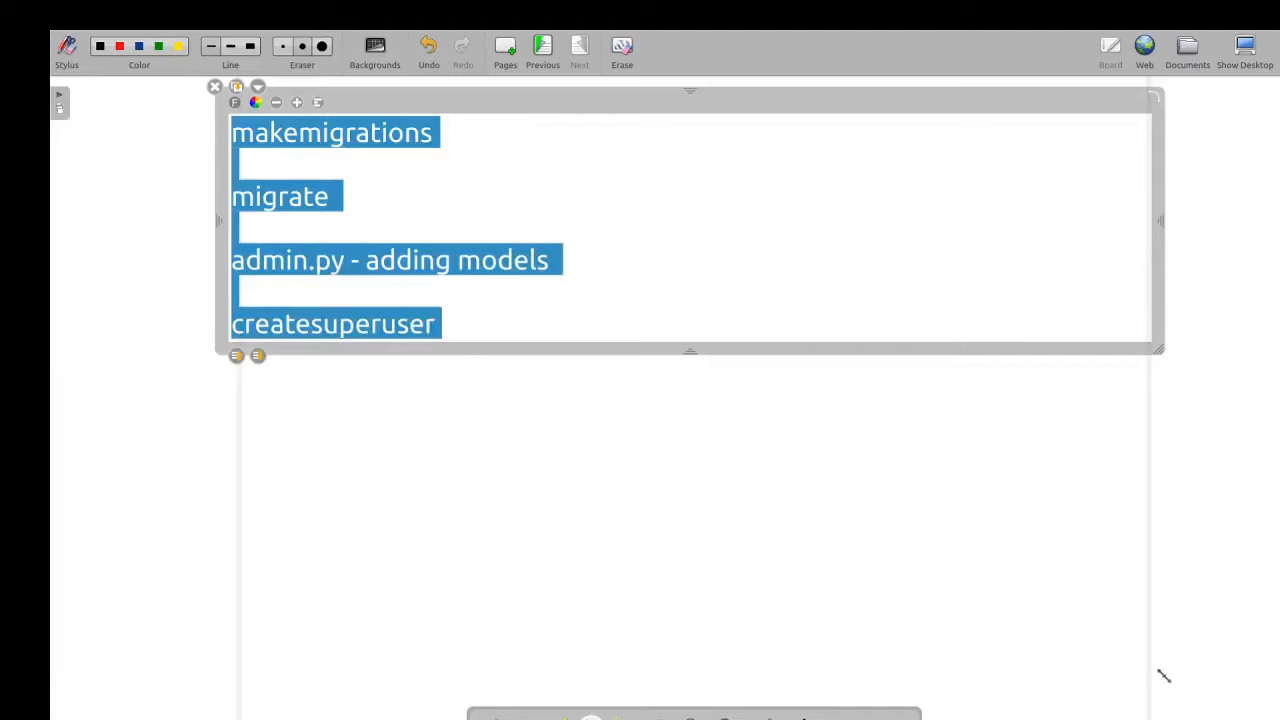 Stylus Color Line Eraser Backgrounds Undo Redo Pages Previous Next Erase Board Web Documents Show Desktop
F
makemigrations
migrate
admin.py - adding models
createsuperuser